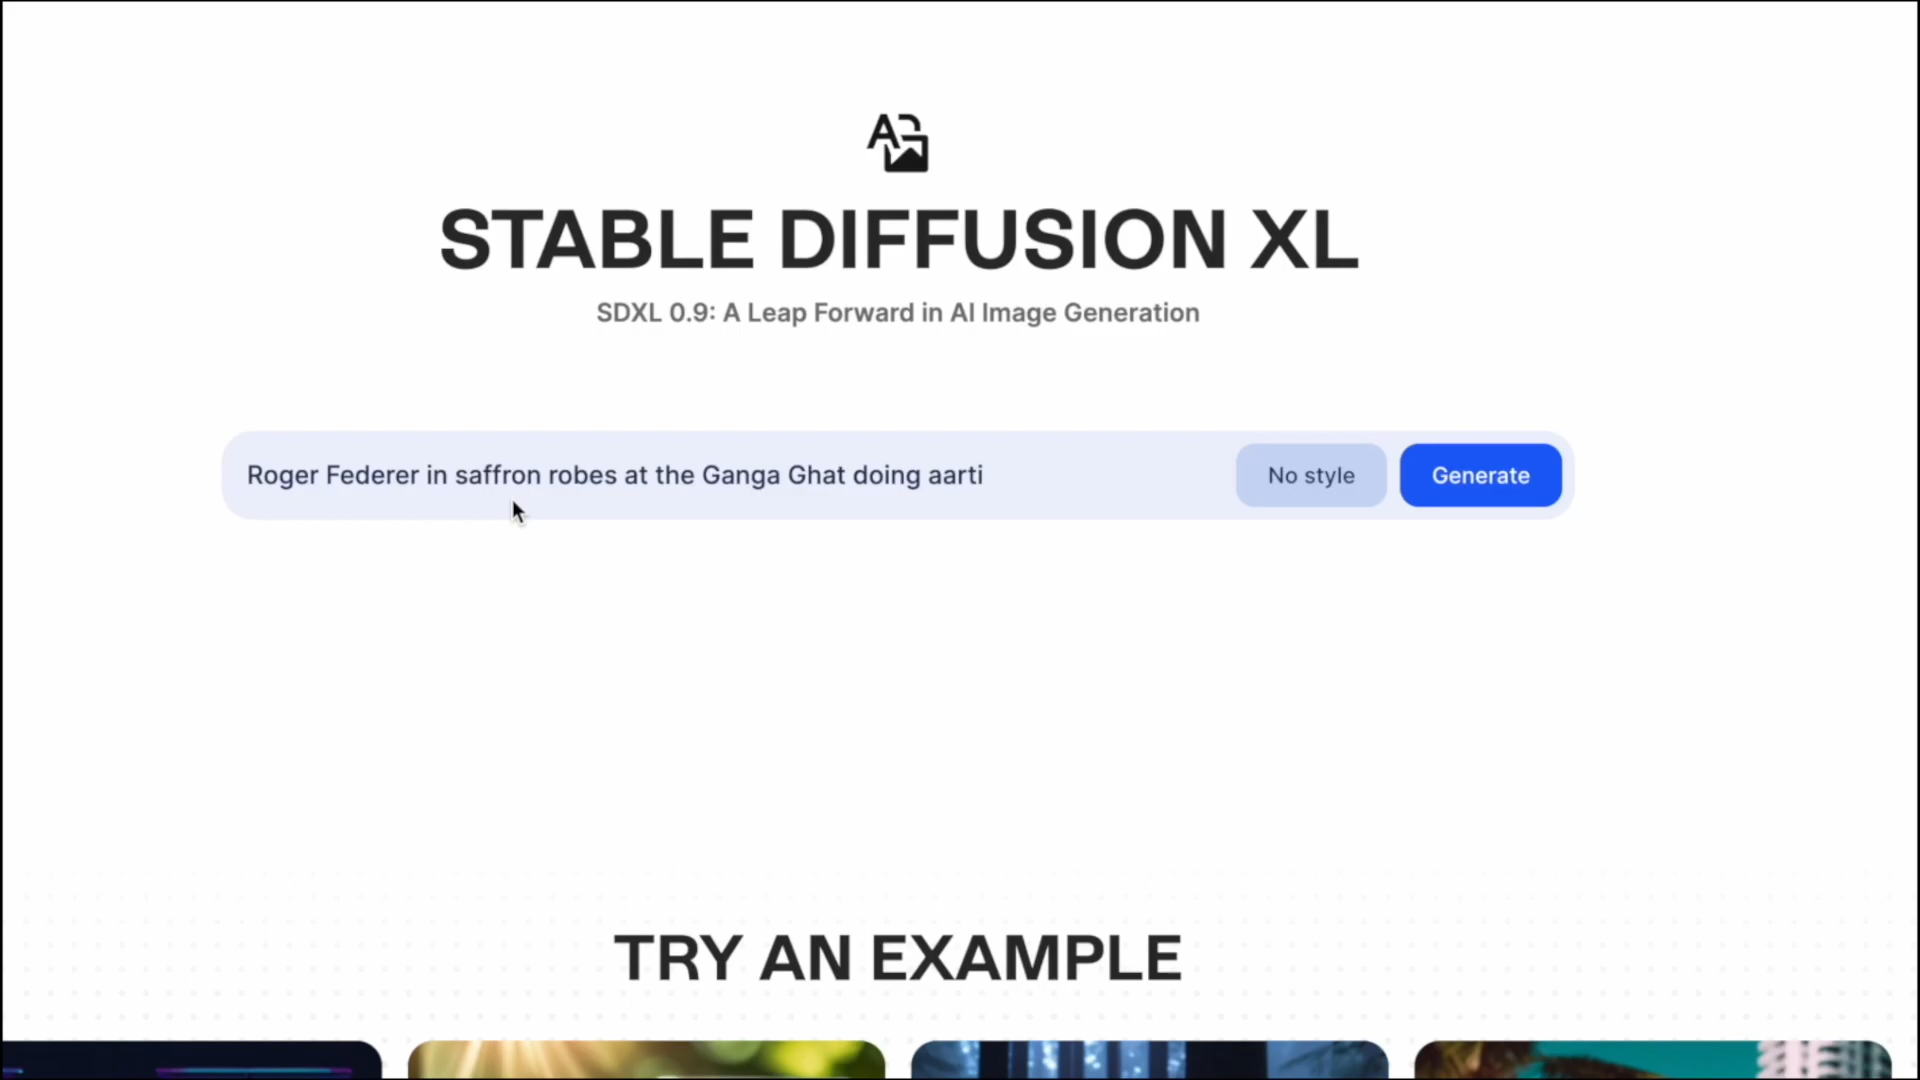 STABLE DIFFUSION XL
SDXL 0.9: A Leap Forward in AI Image Generation
Roger Federer in saffron robes at the Ganga Ghat doing aarti
No style
Generate
TRY AN EXAMPLE